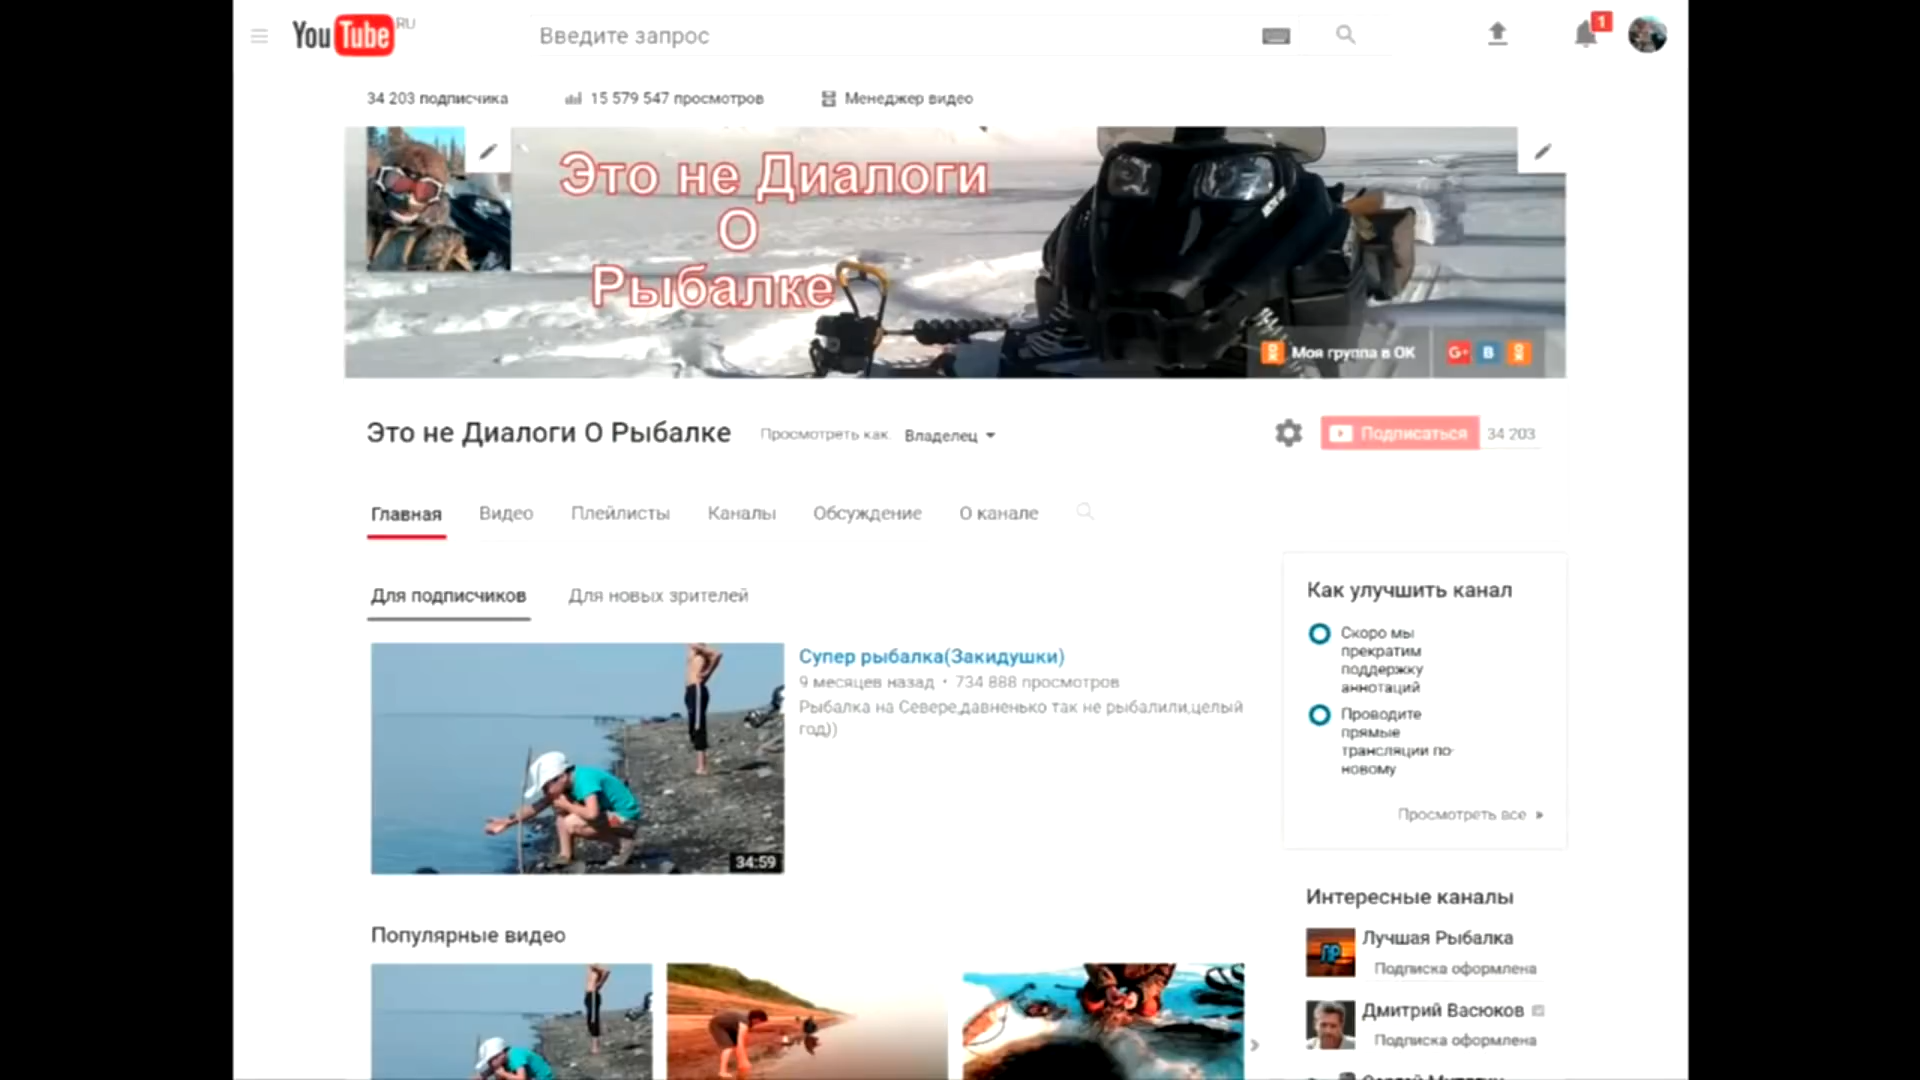 YouTube RU
Введите запрос
1
34 203 подписчика
15 579 547 просмотров
Менеджер видео
Это не Диалоги
О
Рыбалке
Моя группа в ОК
G+ B
Это не Диалоги О Рыбалке
Просмотреть как:
Владелец
Подписаться
34 203
Главная
Видео
Плейлисты
Каналы
Обсуждение
О канале
Для подписчиков
Для новых зрителей
Супер рыбалка(Закидушки)
9 месяцев назад • 734 888 просмотров
Рыбалка на Севере,давненько так не рыбалили,целый
год))
34:59
Как улучшить канал
Скоро мы
прекратим
поддержку
аннотаций
Проводите
прямые
трансляции по-
новому
Просмотреть все »
Популярные видео
Интересные каналы
Лучшая Рыбалка
Подписка оформлена
Дмитрий Васюков
Подписка оформлена